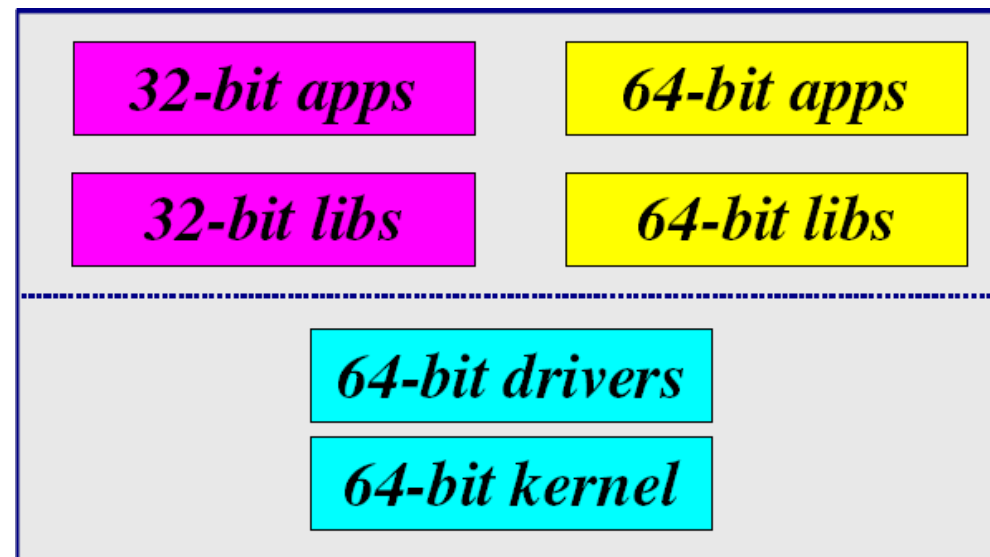 32-bit apps
64-bit apps
32-bit libs
64-bit libs
64-bit drivers
64-bit kernel